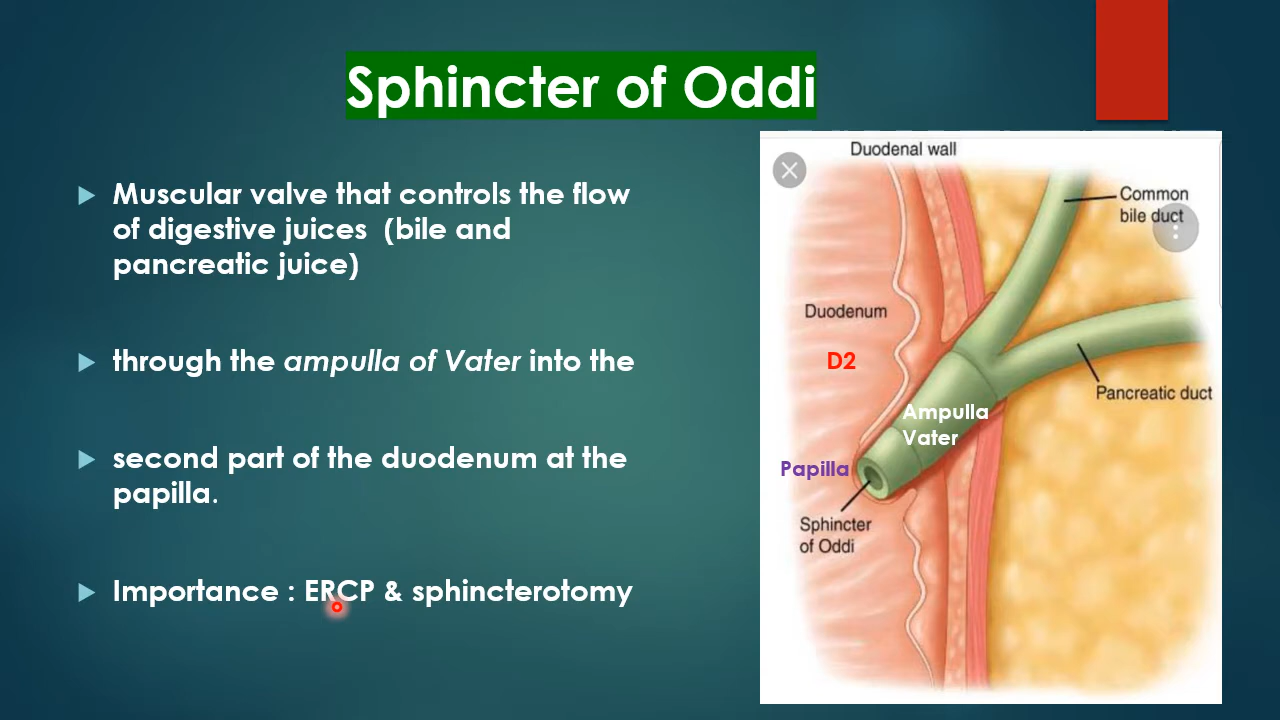 Sphincter of Oddi
Muscular valve that controls the flow
of digestive juices (bile and
pancreatic juice)
through the ampulla of Vater into the
second part of the duodenum at the
papilla.
Importance : ERCP & sphincterotomy
Duodenal wall
Common
bile duct
Duodenum
D2
Pancreatic duct
Ampulla
Vater
Papilla
Sphincter
of Oddi